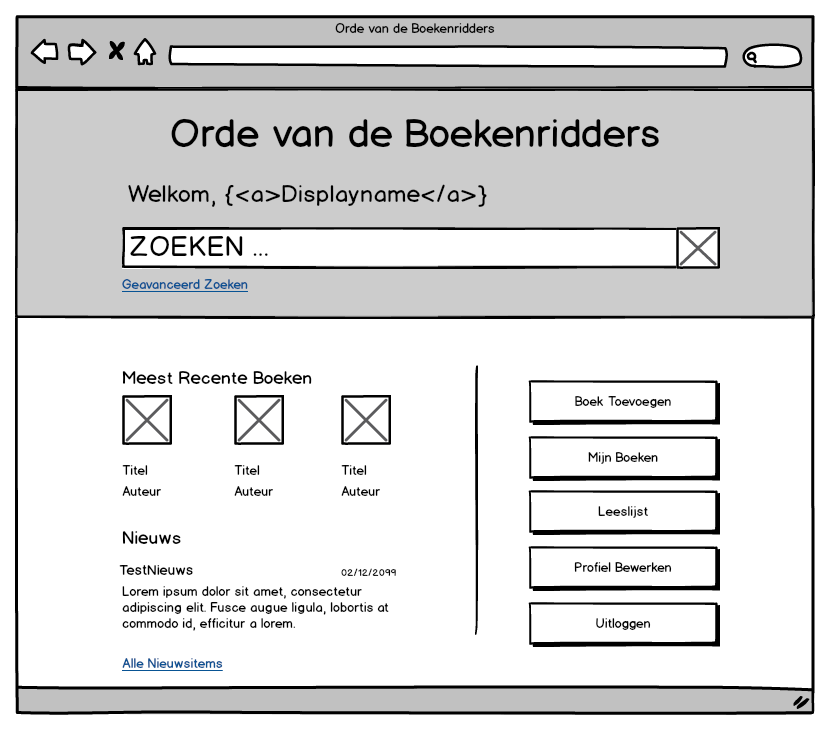 Orde van de Boekenridders
Orde van de Boekenridders
Welkom, {<a>Displayname</a>}
ZOEKEN ...
Geavanceerd Zoeken
Meest Recente Boeken
Titel Titel Titel
Auteur Auteur Auteur
Nieuws
TestNieuws 02/12/2099
Lorem ipsum dolor sit amet, consectetur
adipiscing elit. Fusce augue ligula, lobortis at
commodo id, efficitur a lorem.
Alle Nieuwsitems
Boek Toevoegen
Mijn Boeken
Leeslijst
Profiel Bewerken
Uitloggen